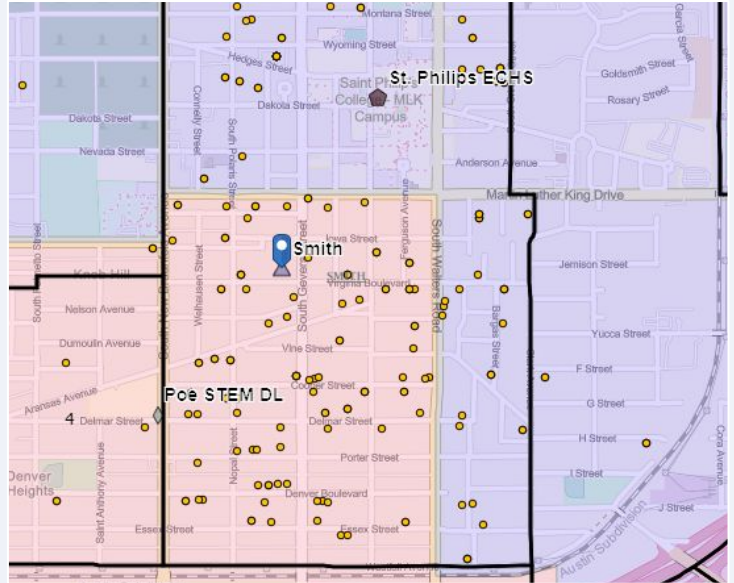 Montana Street
Garcia Street
Wyoming Street
Hedges Street
Goldsmith Street
St. Philips ECHS
Saint Philip's
College - MLK
Campus
Connelly Street
Rosary Street
Dakota Street
Dakota Street
South Polaris Street
Nevada Street
Anderson Avenue
Martin Luther King Drive
Ferguson Avenue
Iowa Street
Smith
South Walters Road
Jemison Street
SMITH
Virginia Boulevard
Welhausen Street
South Gevers Street
Nelson Avenue
Bargas Street
Yucca Street
Dumoulin Avenue
Vine Street
F Street
Cooper Street
Aransas Avenue
Poe STEM DL
G Street
4
Delmar Street
Delmar Street
H Street
Nopal Street
Cora Avenue
Porter Street
Saint Anthony Avenue
Denver
Heights
I Street
Denver Boulevard
J Street
Essex Street
Essex Street
Austin Subdivision